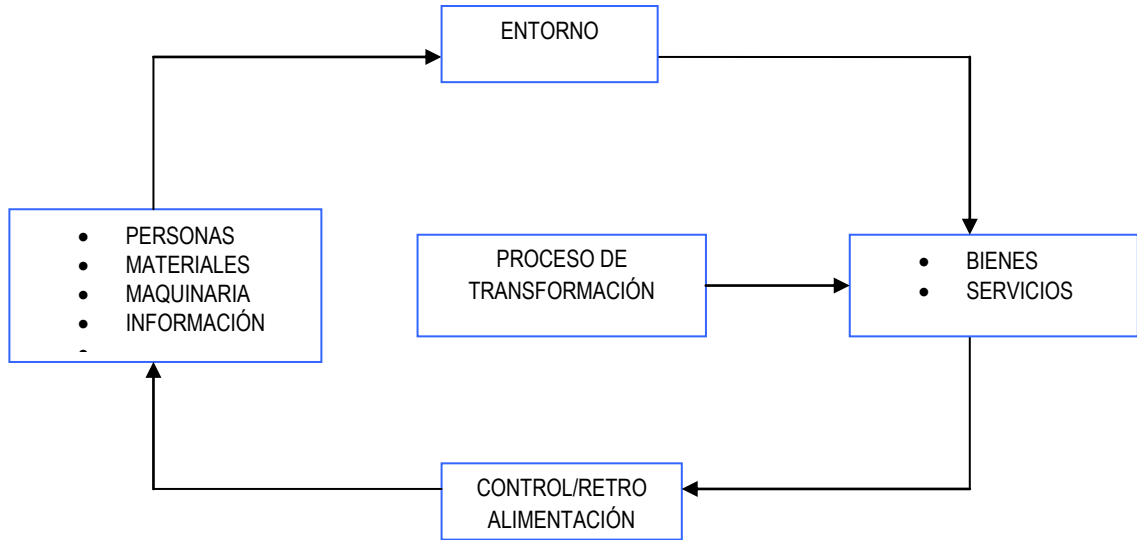 ENTORNO
• PERSONAS
• MATERIALES
• MAQUINARIA
• INFORMACIÓN
•
PROCESO DE
TRANSFORMACIÓN
• BIENES
• SERVICIOS
CONTROL/RETRO
ALIMENTACIÓN